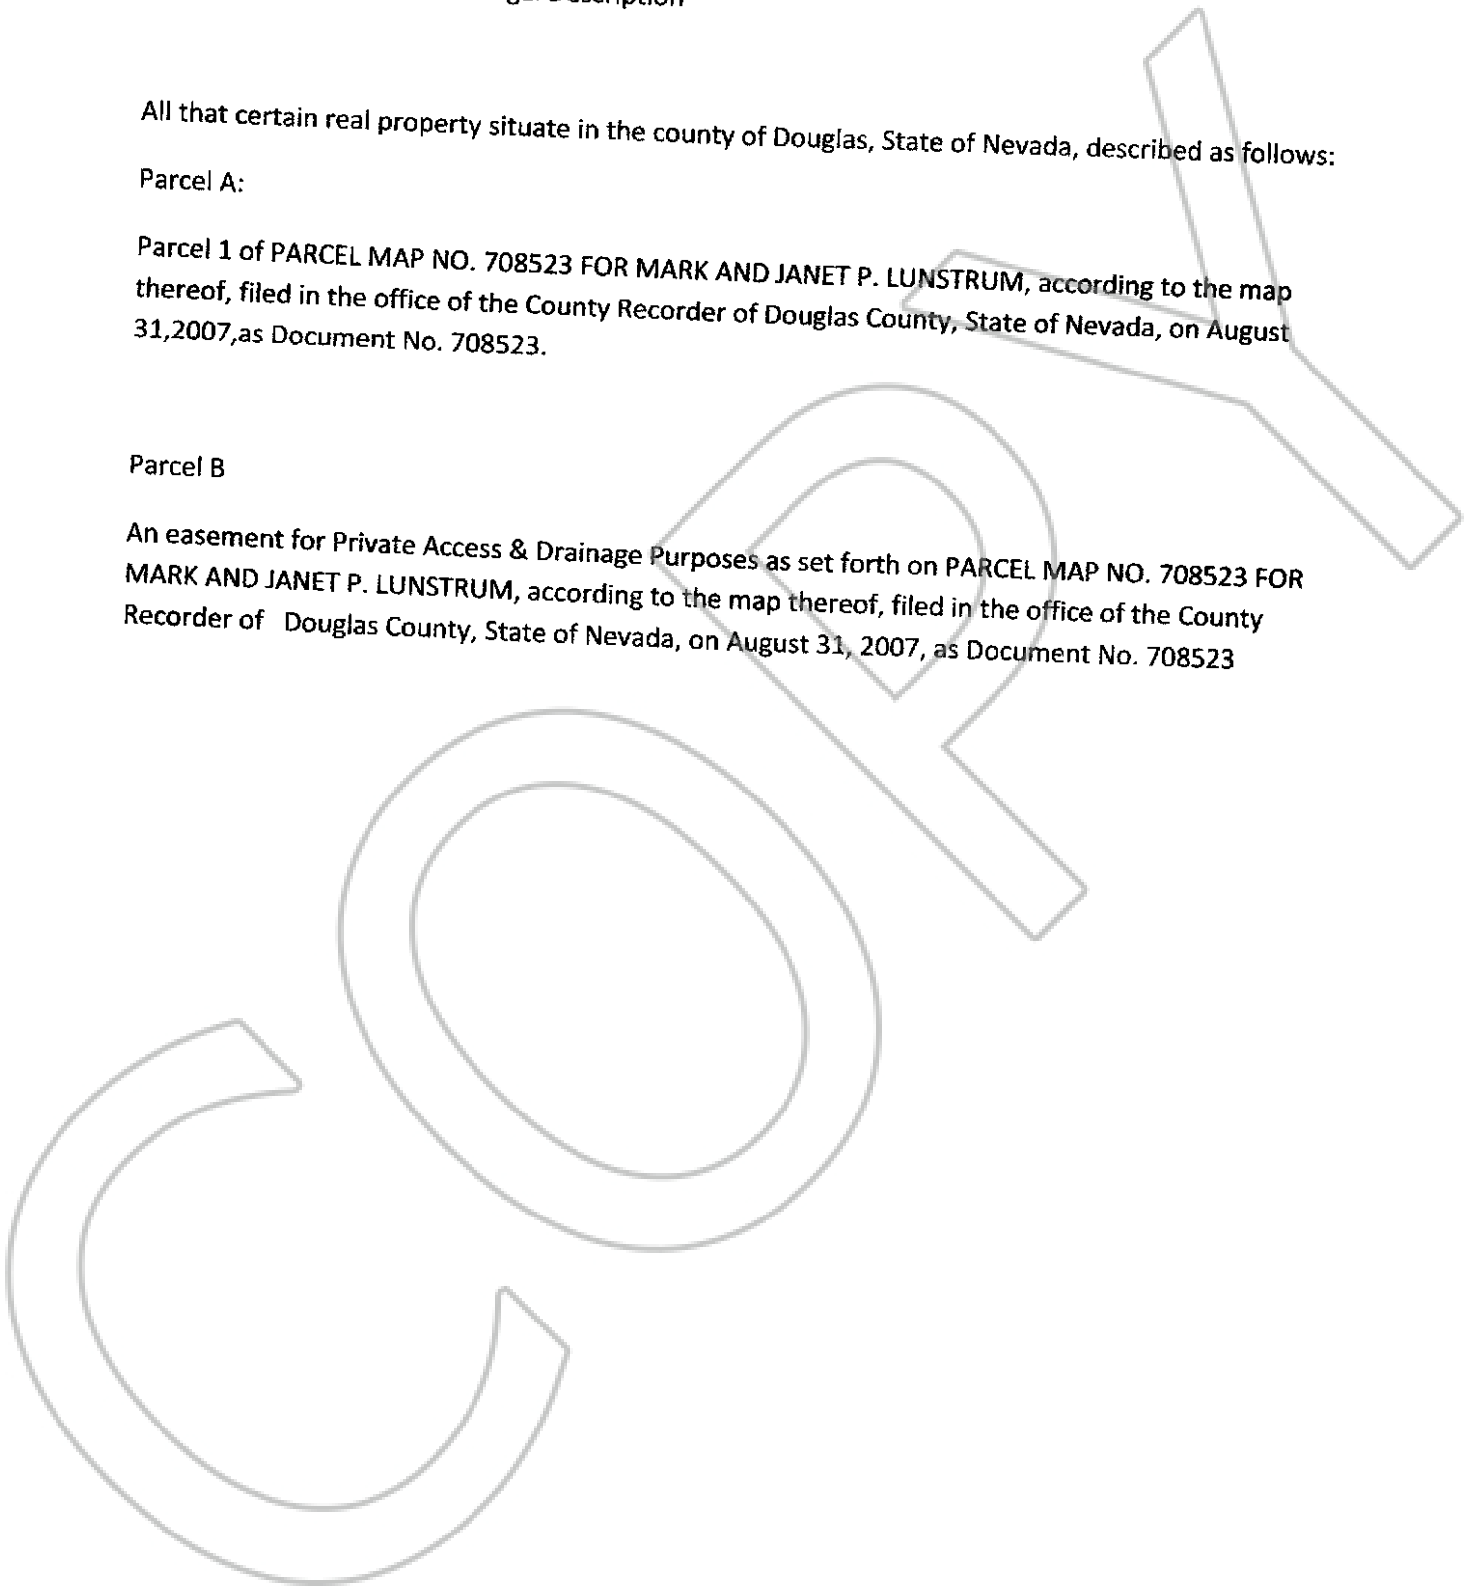 Description
All that certain real property situate in the county of Douglas, State of Nevada, described as follows:
Parcel A:
Parcel 1 of PARCEL MAP NO. 708523 FOR MARK AND JANET P. LUNSTRUM, according to the map
thereof, filed in the office of the County Recorder of Douglas County, State of Nevada, on August
31,2007,as Document No. 708523.
Parcel B
An easement for Private Access & Drainage Purposes as set forth on PARCEL MAP NO. 708523 FOR
MARK AND JANET P. LUNSTRUM, according to the map thereof, filed in the office of the County
Recorder of   Douglas County, State of Nevada, on August 31, 2007, as Document No. 708523
COPY